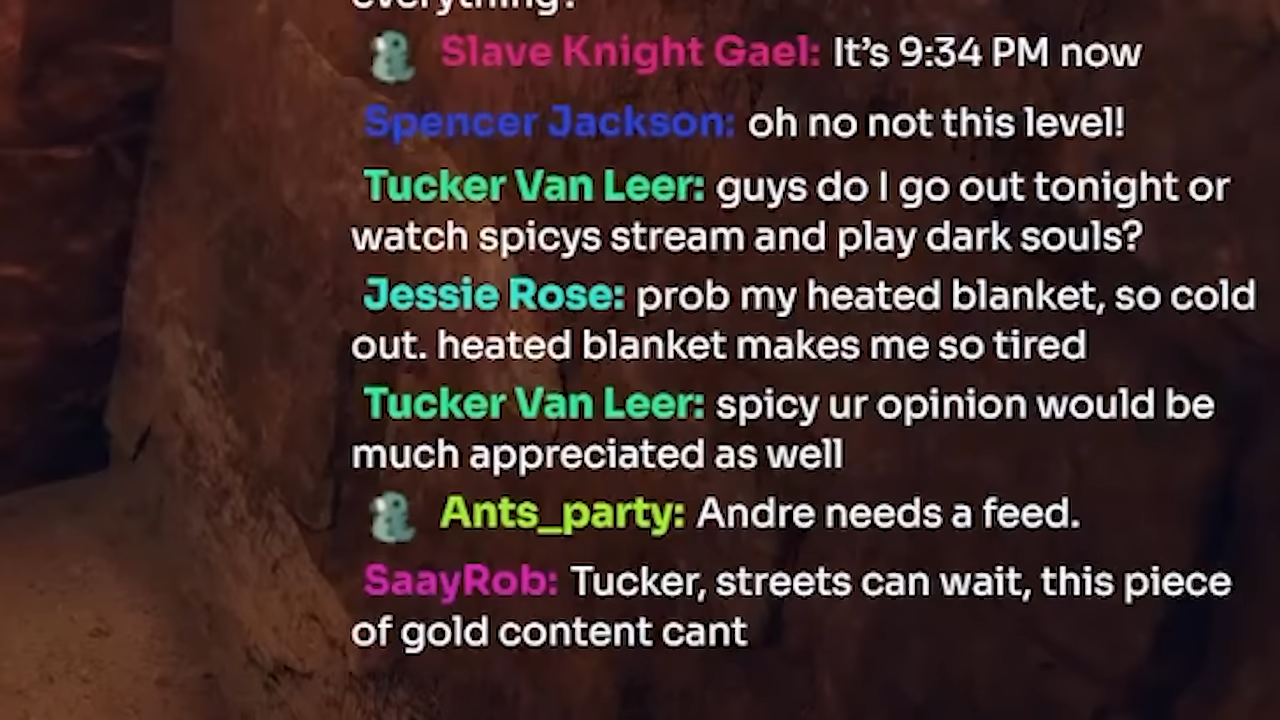 everything?
Slave Knight Gael: It's 9:34 PM now
Spencer Jackson: oh no not this level!
Tucker Van Leer: guys do I go out tonight or
watch spicys stream and play dark souls?
Jessie Rose: prob my heated blanket, so cold
out. heated blanket makes me so tired
Tucker Van Leer: spicy ur opinion would be
much appreciated as well
Ants_party: Andre needs a feed.
SaayRob: Tucker, streets can wait, this piece
of gold content cant